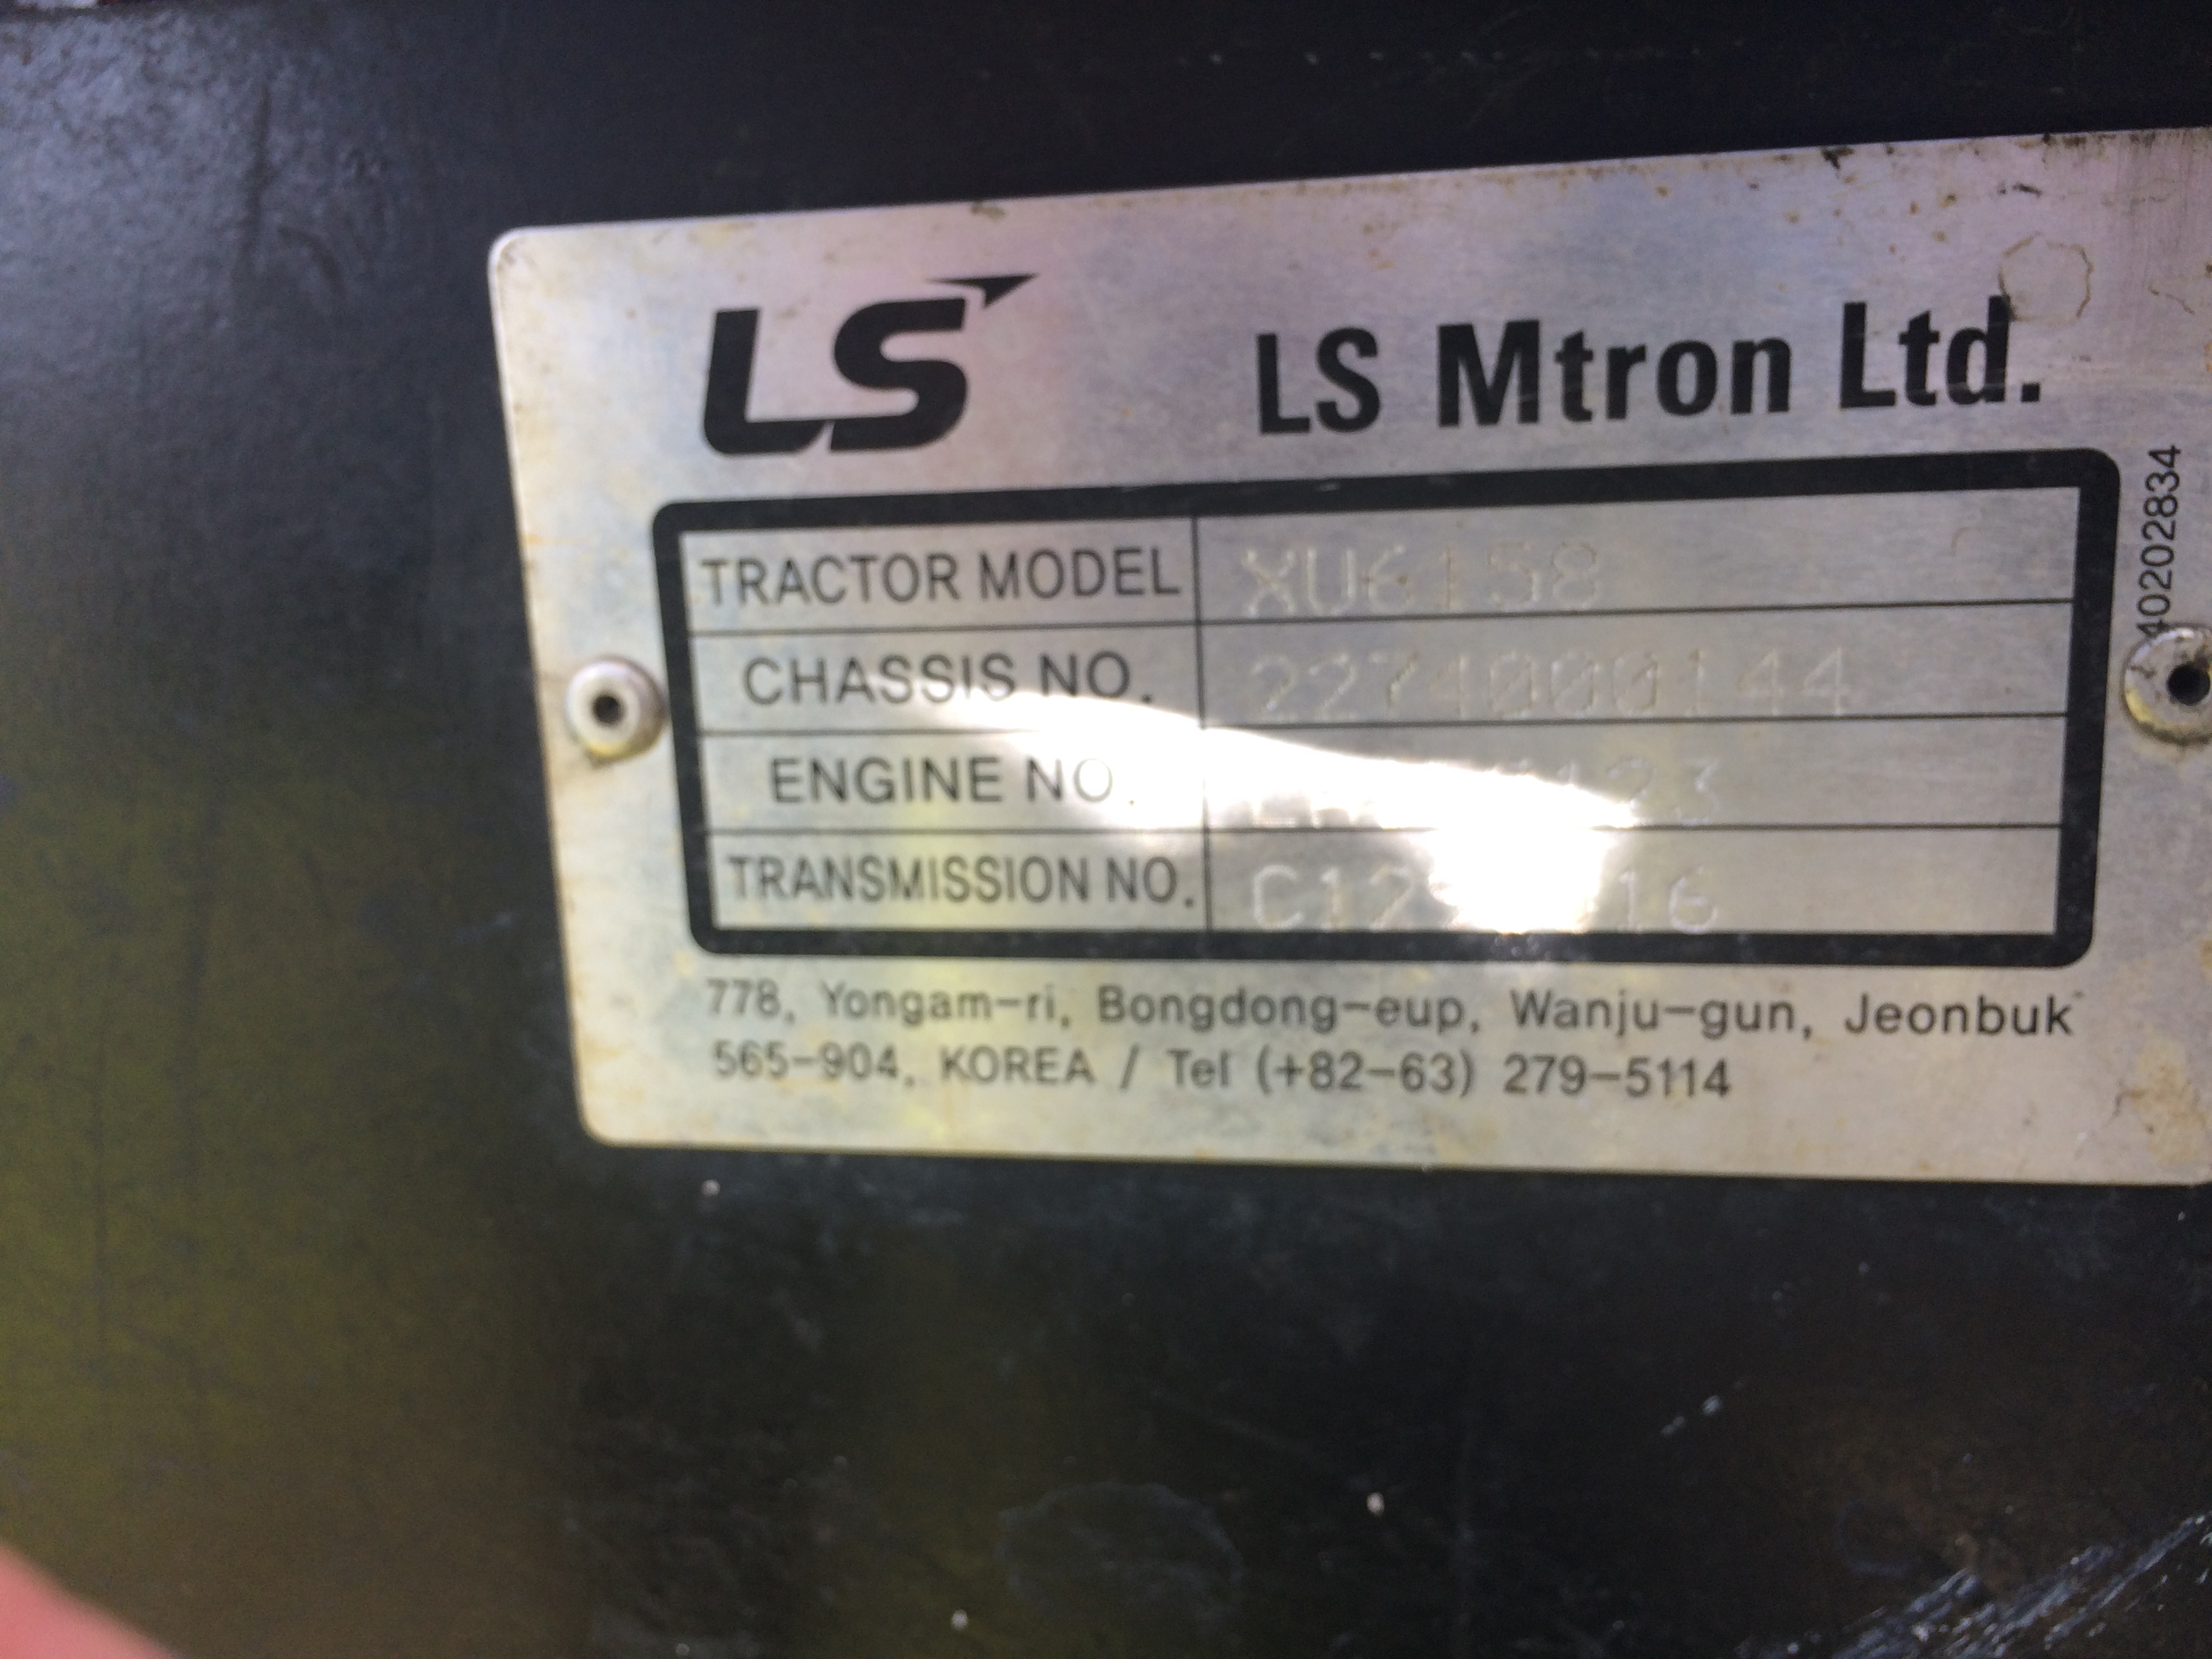 LS LS Mtron Ltd.
40202834
TRACTOR MODEL XU6158
CHASSIS NO. 2274000144
ENGINE NO.
TRANSMISSION NO.
778, Yongam-ri, Bongdong-eup, Wanju-gun, Jeonbuk
565-904, KOREA / Tel (+82-63) 279-5114